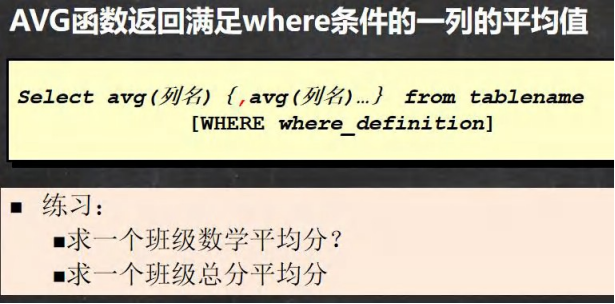 AVG函数返回满足where条件的一列的平均值
Select avg(列名) {,avg(列名)…} from tablename
[WHERE where_definition]
■ 练习：
■求一个班级数学平均分？
■求一个班级总分平均分